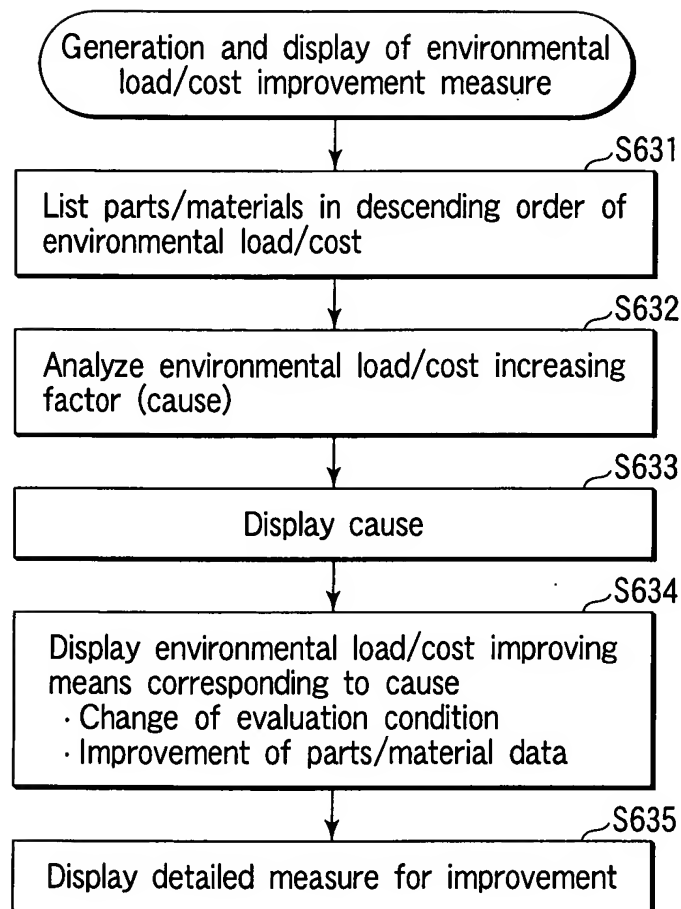 Generation and display of environmental
load/cost improvement measure
S631
List parts/materials in descending order of
environmental load/cost
S632
Analyze environmental load/cost increasing
factor (cause)
S633
Display cause
S634
Display environmental load/cost improving
means corresponding to cause
· Change of evaluation condition
· Improvement of parts/material data
S635
Display detailed measure for improvement